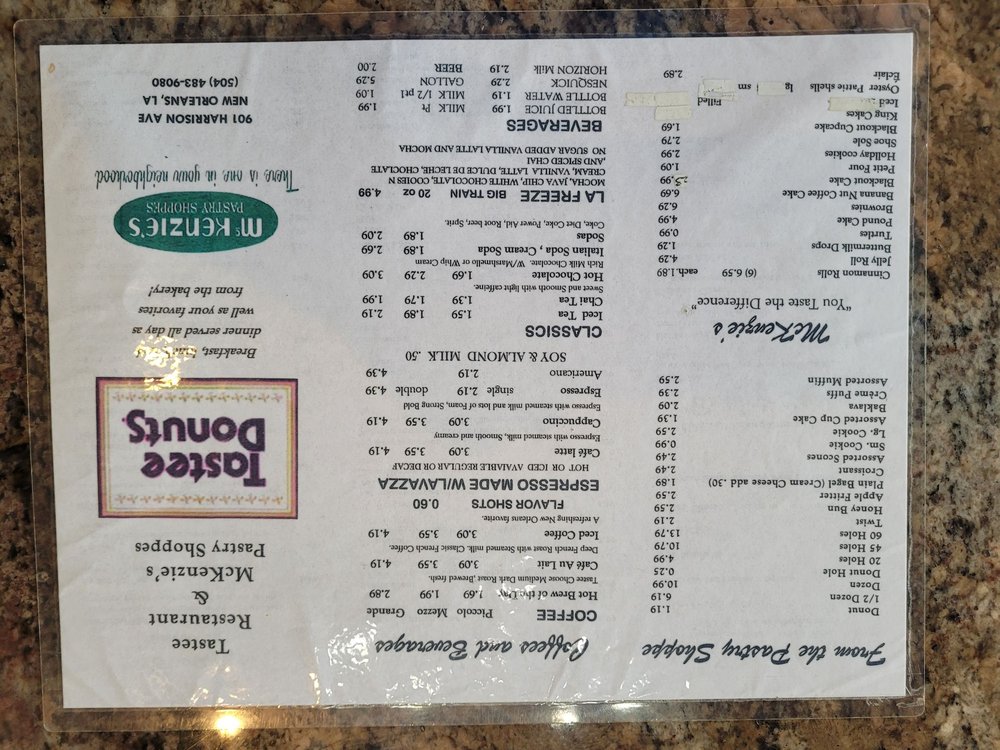 From the Pastry Shoppe
Donut 1.19
1/2 Dozen 6.19
Dozen 10.99
Donut Hole 0.25
20 Holes 4.99
45 Holes 10.79
60 Holes 13.79
Twist 2.19
Honey Bun 2.59
Apple Fritter 2.59
Plain Bagel (Cream Cheese add .30) 1.89
Croissant 2.49
Assorted Scones 2.49
Sm. Cookie 0.99
Lg. Cookie 2.59
Assorted Cup Cake 1.39
Baklava 2.09
Crème Puffs 2.39
Assorted Muffin 2.59
McKenzie's
"You Taste the Difference"
Cinnamon Rolls (6) 6.59 each 1.89
Jelly Roll 4.29
Buttermilk Drops 1.29
Turtles 0.99
Pound Cake 4.99
Brownies 6.29
Banana Nut Coffee Cake 6.69
Blackout Cake
Petit Four 1.09
Holiday cookies 2.99
Shoe Sole 2.79
Blackout Cupcake 1.69
King Cakes
Iced Filled
Oyster Pattie shells lg sm
Eclair 2.89
Coffees and Beverages
COFFEE Piccolo Mezzo Grande
Hot Brew of the Day 1.69 1.99 2.89
Tastee Choose Medium Dark Roast ,Brewed fresh
Café Au Lait 3.09 3.59 4.19
Deep French Roast with Steamed milk. Classic French Coffee.
Iced Coffee 3.09 3.59 4.19
A refreshing New Orleans favorite.
FLAVOR SHOTS 0.60
ESPRESSO MADE W/LAVAZZA
HOT OR ICED AVAIABLE REGULAR OR DECAF
Café latte 3.09 3.59 4.19
Espresso with steamed milk, Smooth and creamy
Cappuccino 3.09 3.59 4.19
Espresso with steamed milk and lots of Foam, Strong Bold
Espresso single 2.19 double 4.39
Americano 2.19 4.39
SOY & ALMOND MILK .50
CLASSICS
Iced Tea 1.59 1.89 2.19
Chai Tea 1.39 1.79 1.99
Sweet and Smooth with light caffeine.
Hot Chocolate 1.69 2.29 3.09
Rich Milk Chocolate. W/Marshmello or Whip Cream
Italian Soda , Cream Soda 1.89 2.69
Sodas 1.89 2.09
Coke, Diet Coke, Power Aid, Root beer, Sprit,
LA FREEZE BIG TRAIN 20 oz 4.99
MOCHA, JAVA CHIP, WHITE CHOCOLATE, COOKIES N
CREAM, VANILLA LATTE, DULCE DE LECHE, CHOCOLATE
,AND SPICED CHAI
NO SUGAR ADDED VANILLA LATTE AND MOCHA
BEVERAGES
BOTTLED JUICE 1.99 MILK Pt 1.99
BOTTLE WATER 1.19 MILK 1/2 pt1 1.09
NESQUICK 2.29 GALLON 5.29
HORIZON Milk 2.19 BEER 2.00
Tastee
Restaurant
&
McKenzie's
Pastry Shoppes
Tastee
Donuts
Breakfast, lunch &
dinner served all day as
well as your favorites
from the bakery!
McKENZIE'S
PASTRY SHOPPES
There is one in your neighborhood
901 HARRISON AVE
NEW ORLEANS, LA
(504) 483-9080